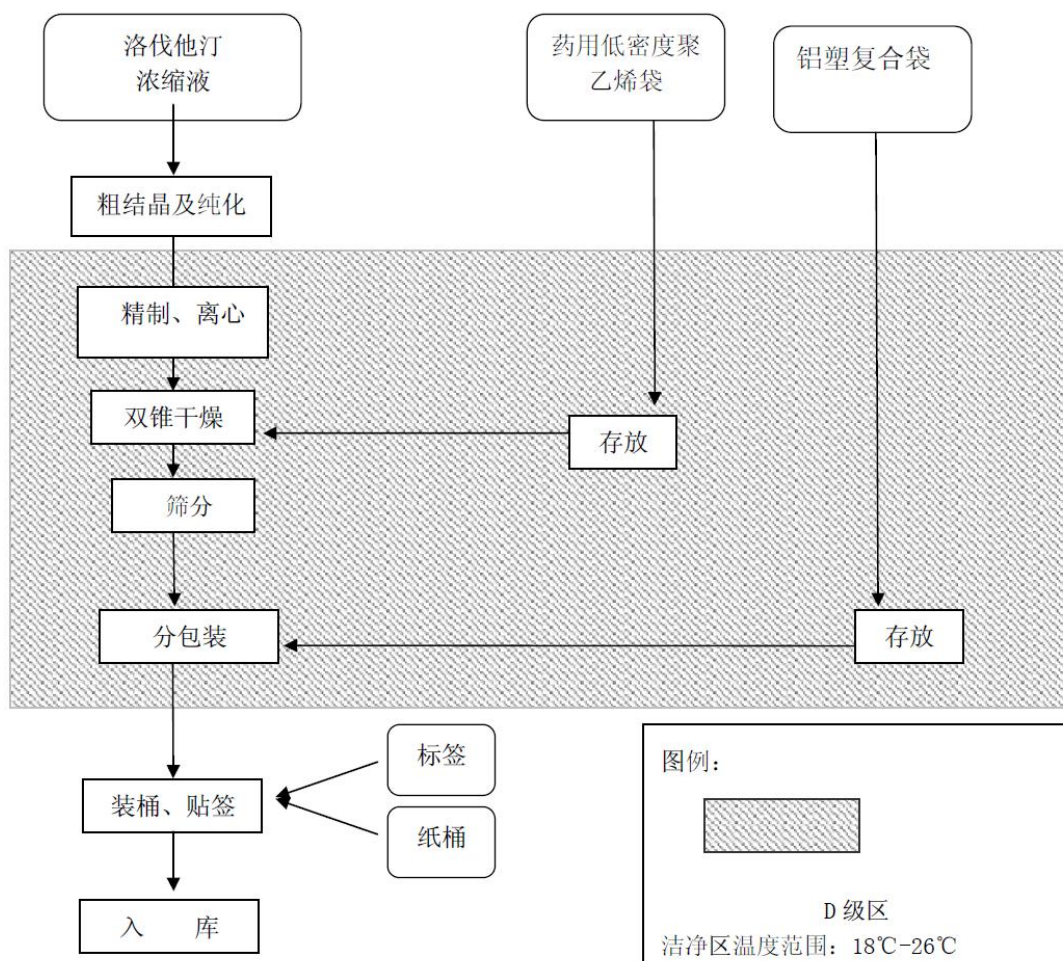 洛伐他汀
浓缩液
药用低密度聚
乙烯袋
铝塑复合袋
粗结晶及纯化
精制、离心
双锥干燥
存放
筛分
分包装
存放
标签
装桶、贴签
纸桶
入 库
图例：
D 级区
洁净区温度范围：18℃-26℃